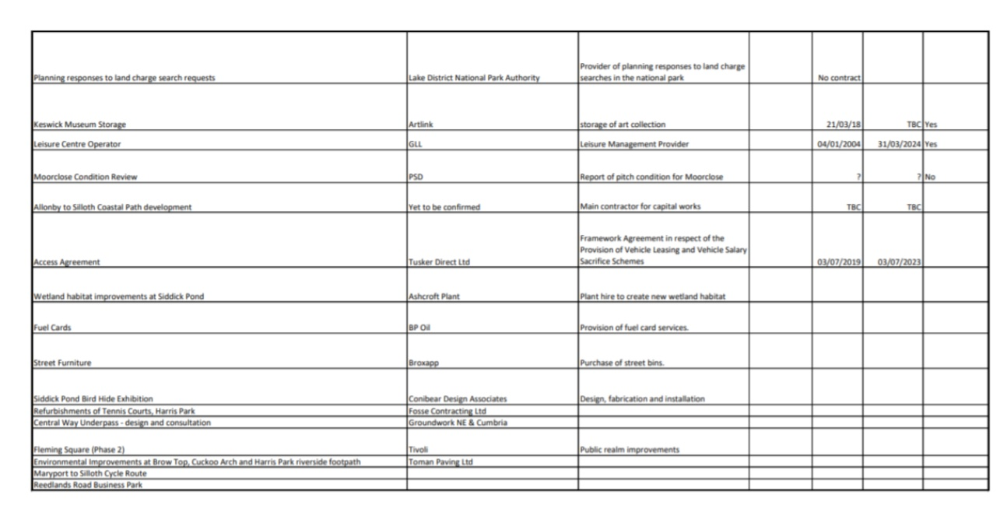 Provider of planning responses to land charge
Planning responses to land charge search requests Lake District National Park Authority searches in the national park No contract
Keswick Museum Storage Artlink storage of art collection 21/03/18 TBC Yes
Leisure Centre Operator GLL Leisure Management Provider 04/01/2004 31/03/2024 Yes
Moorclose Condition Review PSD Report of pitch condition for Moorclose ? ? No
Allonby to Silloth Coastal Path development Yet to be confirmed Main contractor for capital works TBC TBC
Framework Agreement in respect of the
Provision of Vehicle Leasing and Vehicle Salary
Access Agreement Tusker Direct Ltd Sacrifice Schemes 03/07/2019 03/07/2023
Wetland habitat improvements at Siddick Pond Ashcroft Plant Plant hire to create new wetland habitat
Fuel Cards BP Oil Provision of fuel card services.
Street Furniture Broxapp Purchase of street bins.
Siddick Pond Bird Hide Exhibition Conibear Design Associates Design, fabrication and installation
Refurbishments of Tennis Courts, Harris Park Fosse Contracting Ltd
Central Way Underpass - design and consultation Groundwork NE & Cumbria
Fleming Square (Phase 2) Tivoli Public realm improvements
Environmental Improvements at Brow Top, Cuckoo Arch and Harris Park riverside footpath Toman Paving Ltd
Maryport to Silloth Cycle Route
Reedlands Road Business Park